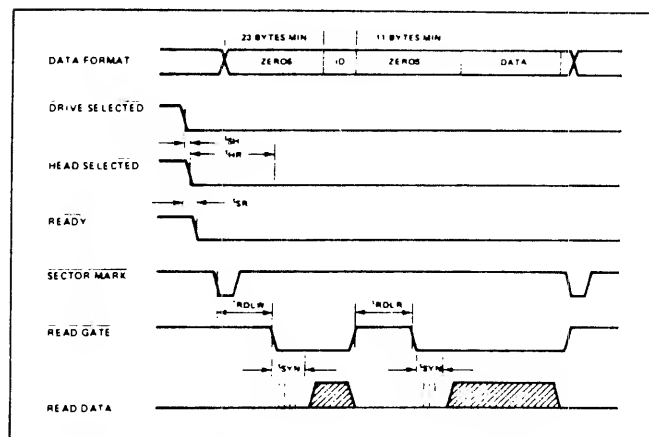 23 BYTES MIN 11 BYTES MIN
DATA FORMAT ZEROS ID ZEROS DATA
DRIVE SELECTED
tSH
tHR
HEAD SELECTED
tSR
READY
SECTOR MARK
tRDLW tRDLR
READ GATE
tSYN tSYN
READ DATA